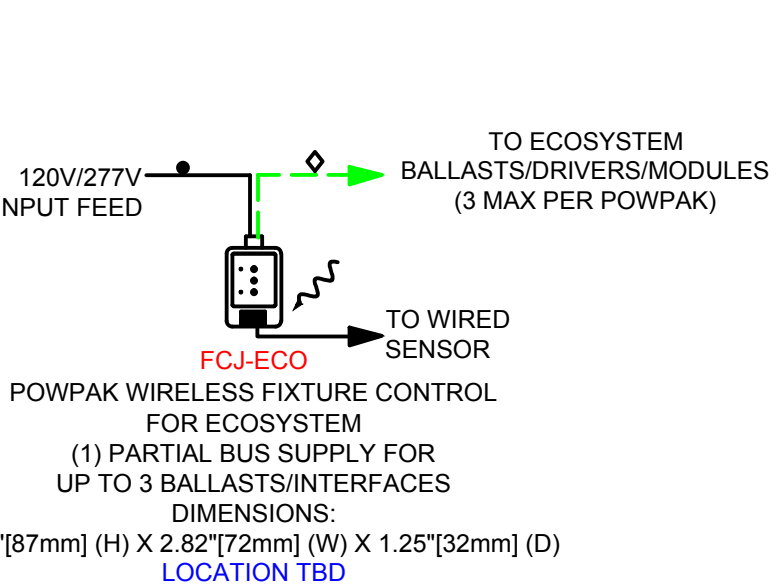 TO ECOSYSTEM
BALLASTS/DRIVERS/MODULES
(3 MAX PER POWPAK)
120V/277V
NPUT FEED
TO WIRED
SENSOR
FCJ-ECO
POWPAK WIRELESS FIXTURE CONTROL
FOR ECOSYSTEM
(1) PARTIAL BUS SUPPLY FOR
UP TO 3 BALLASTS/INTERFACES
DIMENSIONS:
"[87mm] (H) X 2.82"[72mm] (W) X 1.25"[32mm] (D)
LOCATION TBD